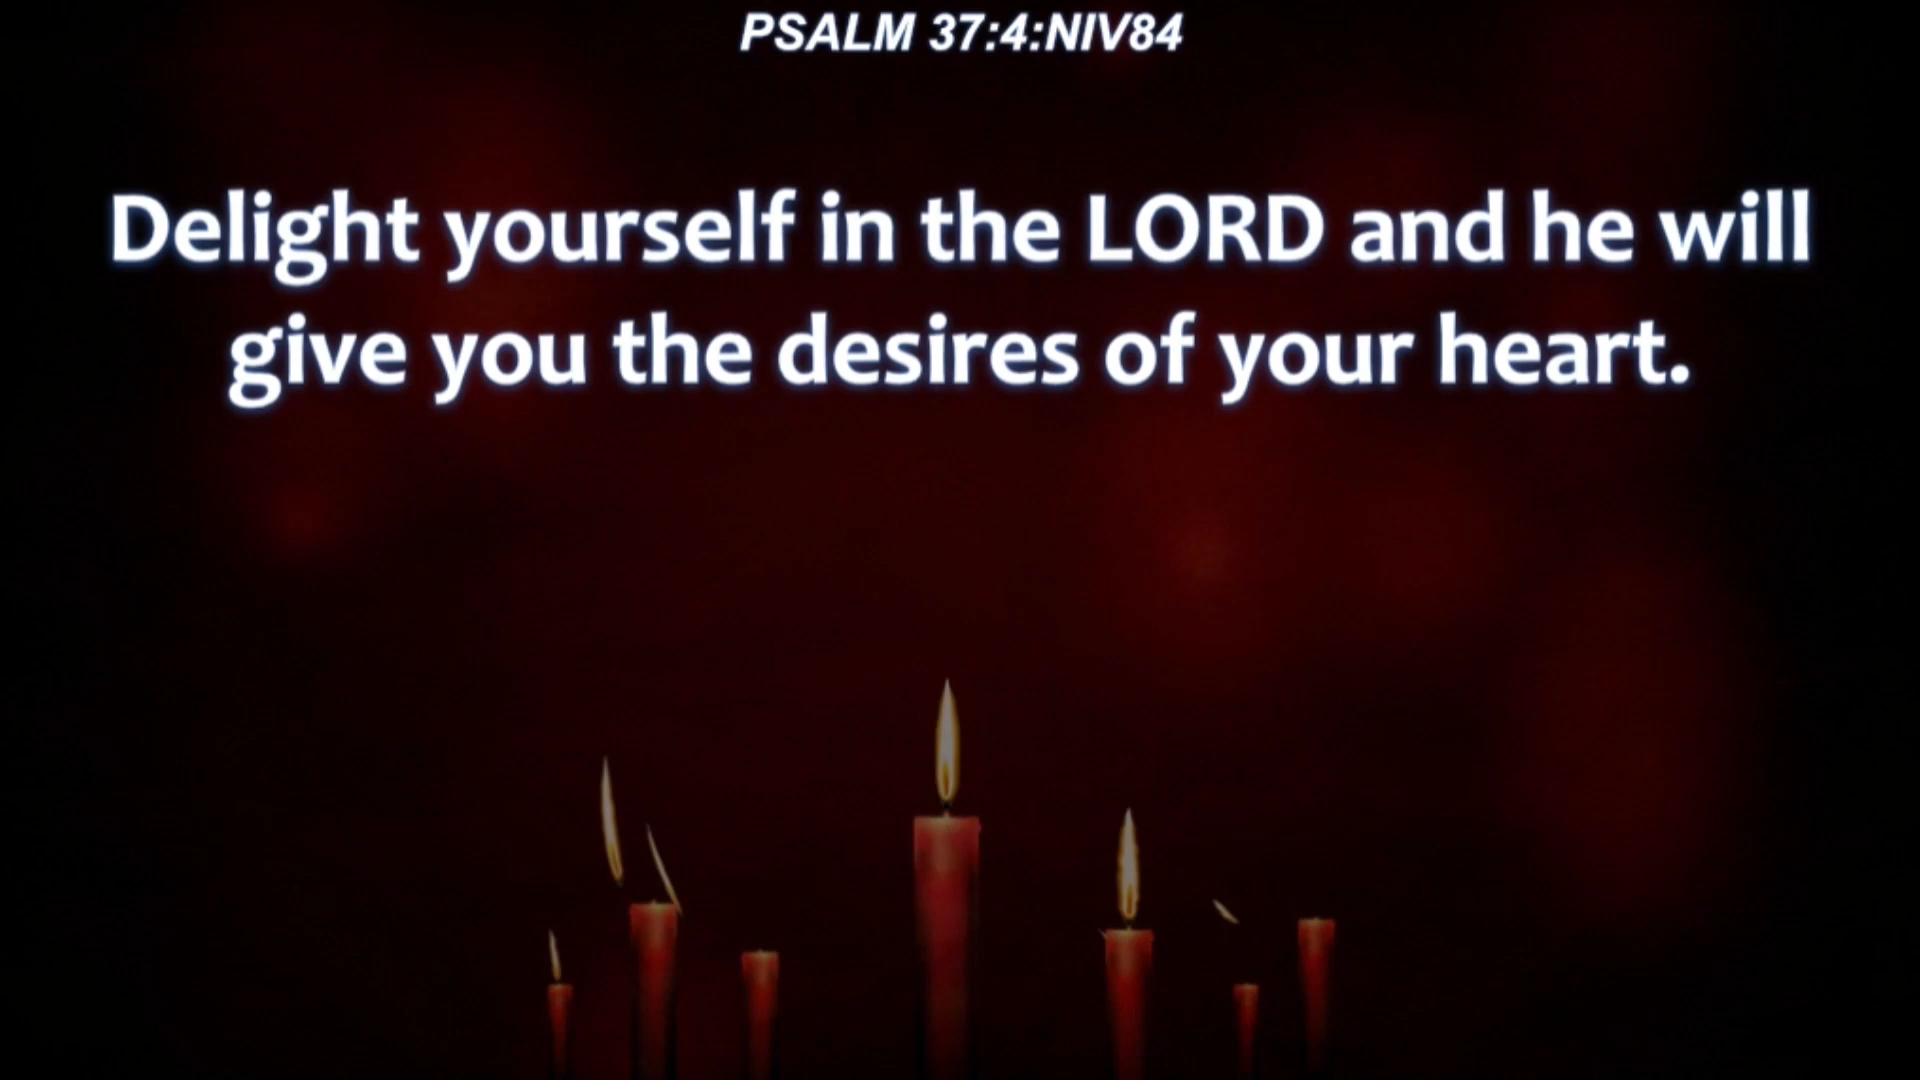 PSALM 37:4:NIV84
Delight yourself in the LORD and he will
give you the desires of your heart.